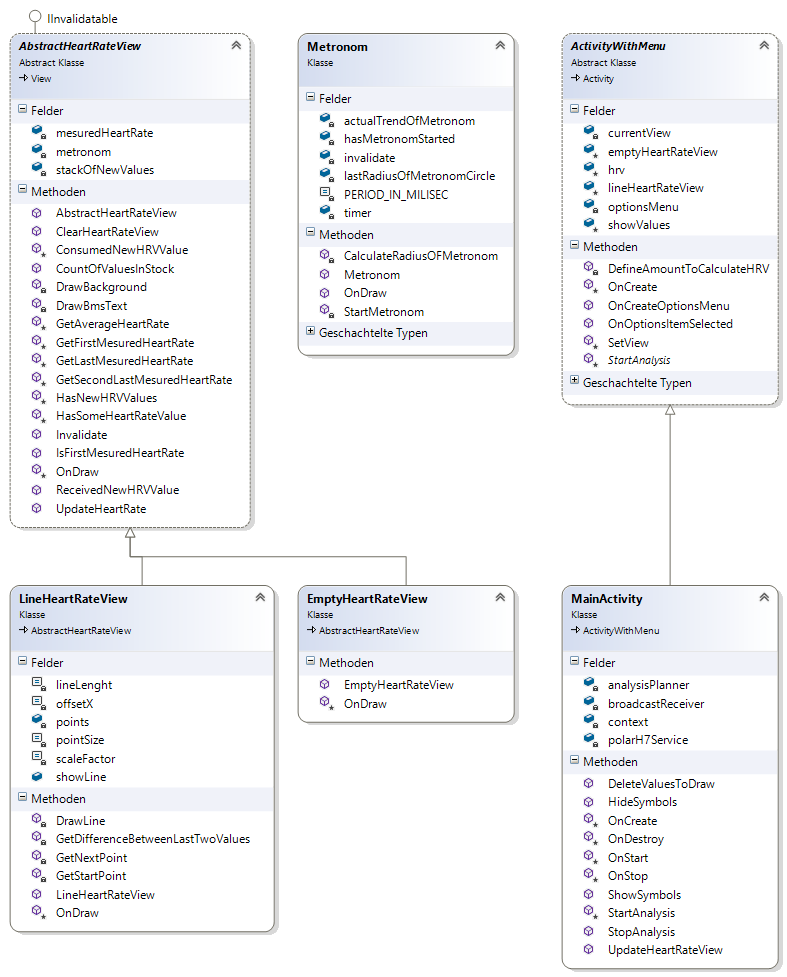 IInvalidatable
AbstractHeartRateView
Abstract Klasse
View
Felder
mesuredHeartRate
metronom
stackOfNewValues
Methoden
AbstractHeartRateView
ClearHeartRateView
ConsumedNewHRVValue
CountOfValuesInStock
DrawBackground
DrawBmsText
GetAverageHeartRate
GetFirstMesuredHeartRate
GetLastMesuredHeartRate
GetSecondLastMesuredHeartRate
HasNewHRVValues
HasSomeHeartRateValue
Invalidate
IsFirstMesuredHeartRate
OnDraw
ReceivedNewHRVValue
UpdateHeartRate
Metronom
Klasse
Felder
actualTrendOfMetronom
hasMetronomStarted
invalidate
lastRadiusOfMetronomCircle
PERIOD_IN_MILISEC
timer
Methoden
CalculateRadiusOFMetronom
Metronom
OnDraw
StartMetronom
Geschachtelte Typen
ActivityWithMenu
Abstract Klasse
Activity
Felder
currentView
emptyHeartRateView
hrv
lineHeartRateView
optionsMenu
showValues
Methoden
DefineAmountToCalculateHRV
OnCreate
OnCreateOptionsMenu
OnOptionsItemSelected
SetView
StartAnalysis
Geschachtelte Typen
LineHeartRateView
Klasse
AbstractHeartRateView
Felder
lineLenght
offsetX
points
pointSize
scaleFactor
showLine
Methoden
DrawLine
GetDifferenceBetweenLastTwoValues
GetNextPoint
GetStartPoint
LineHeartRateView
OnDraw
EmptyHeartRateView
Klasse
AbstractHeartRateView
Methoden
EmptyHeartRateView
OnDraw
MainActivity
Klasse
ActivityWithMenu
Felder
analysisPlanner
broadcastReceiver
context
polarH7Service
Methoden
DeleteValuesToDraw
HideSymbols
OnCreate
OnDestroy
OnStart
OnStop
ShowSymbols
StartAnalysis
StopAnalysis
UpdateHeartRateView